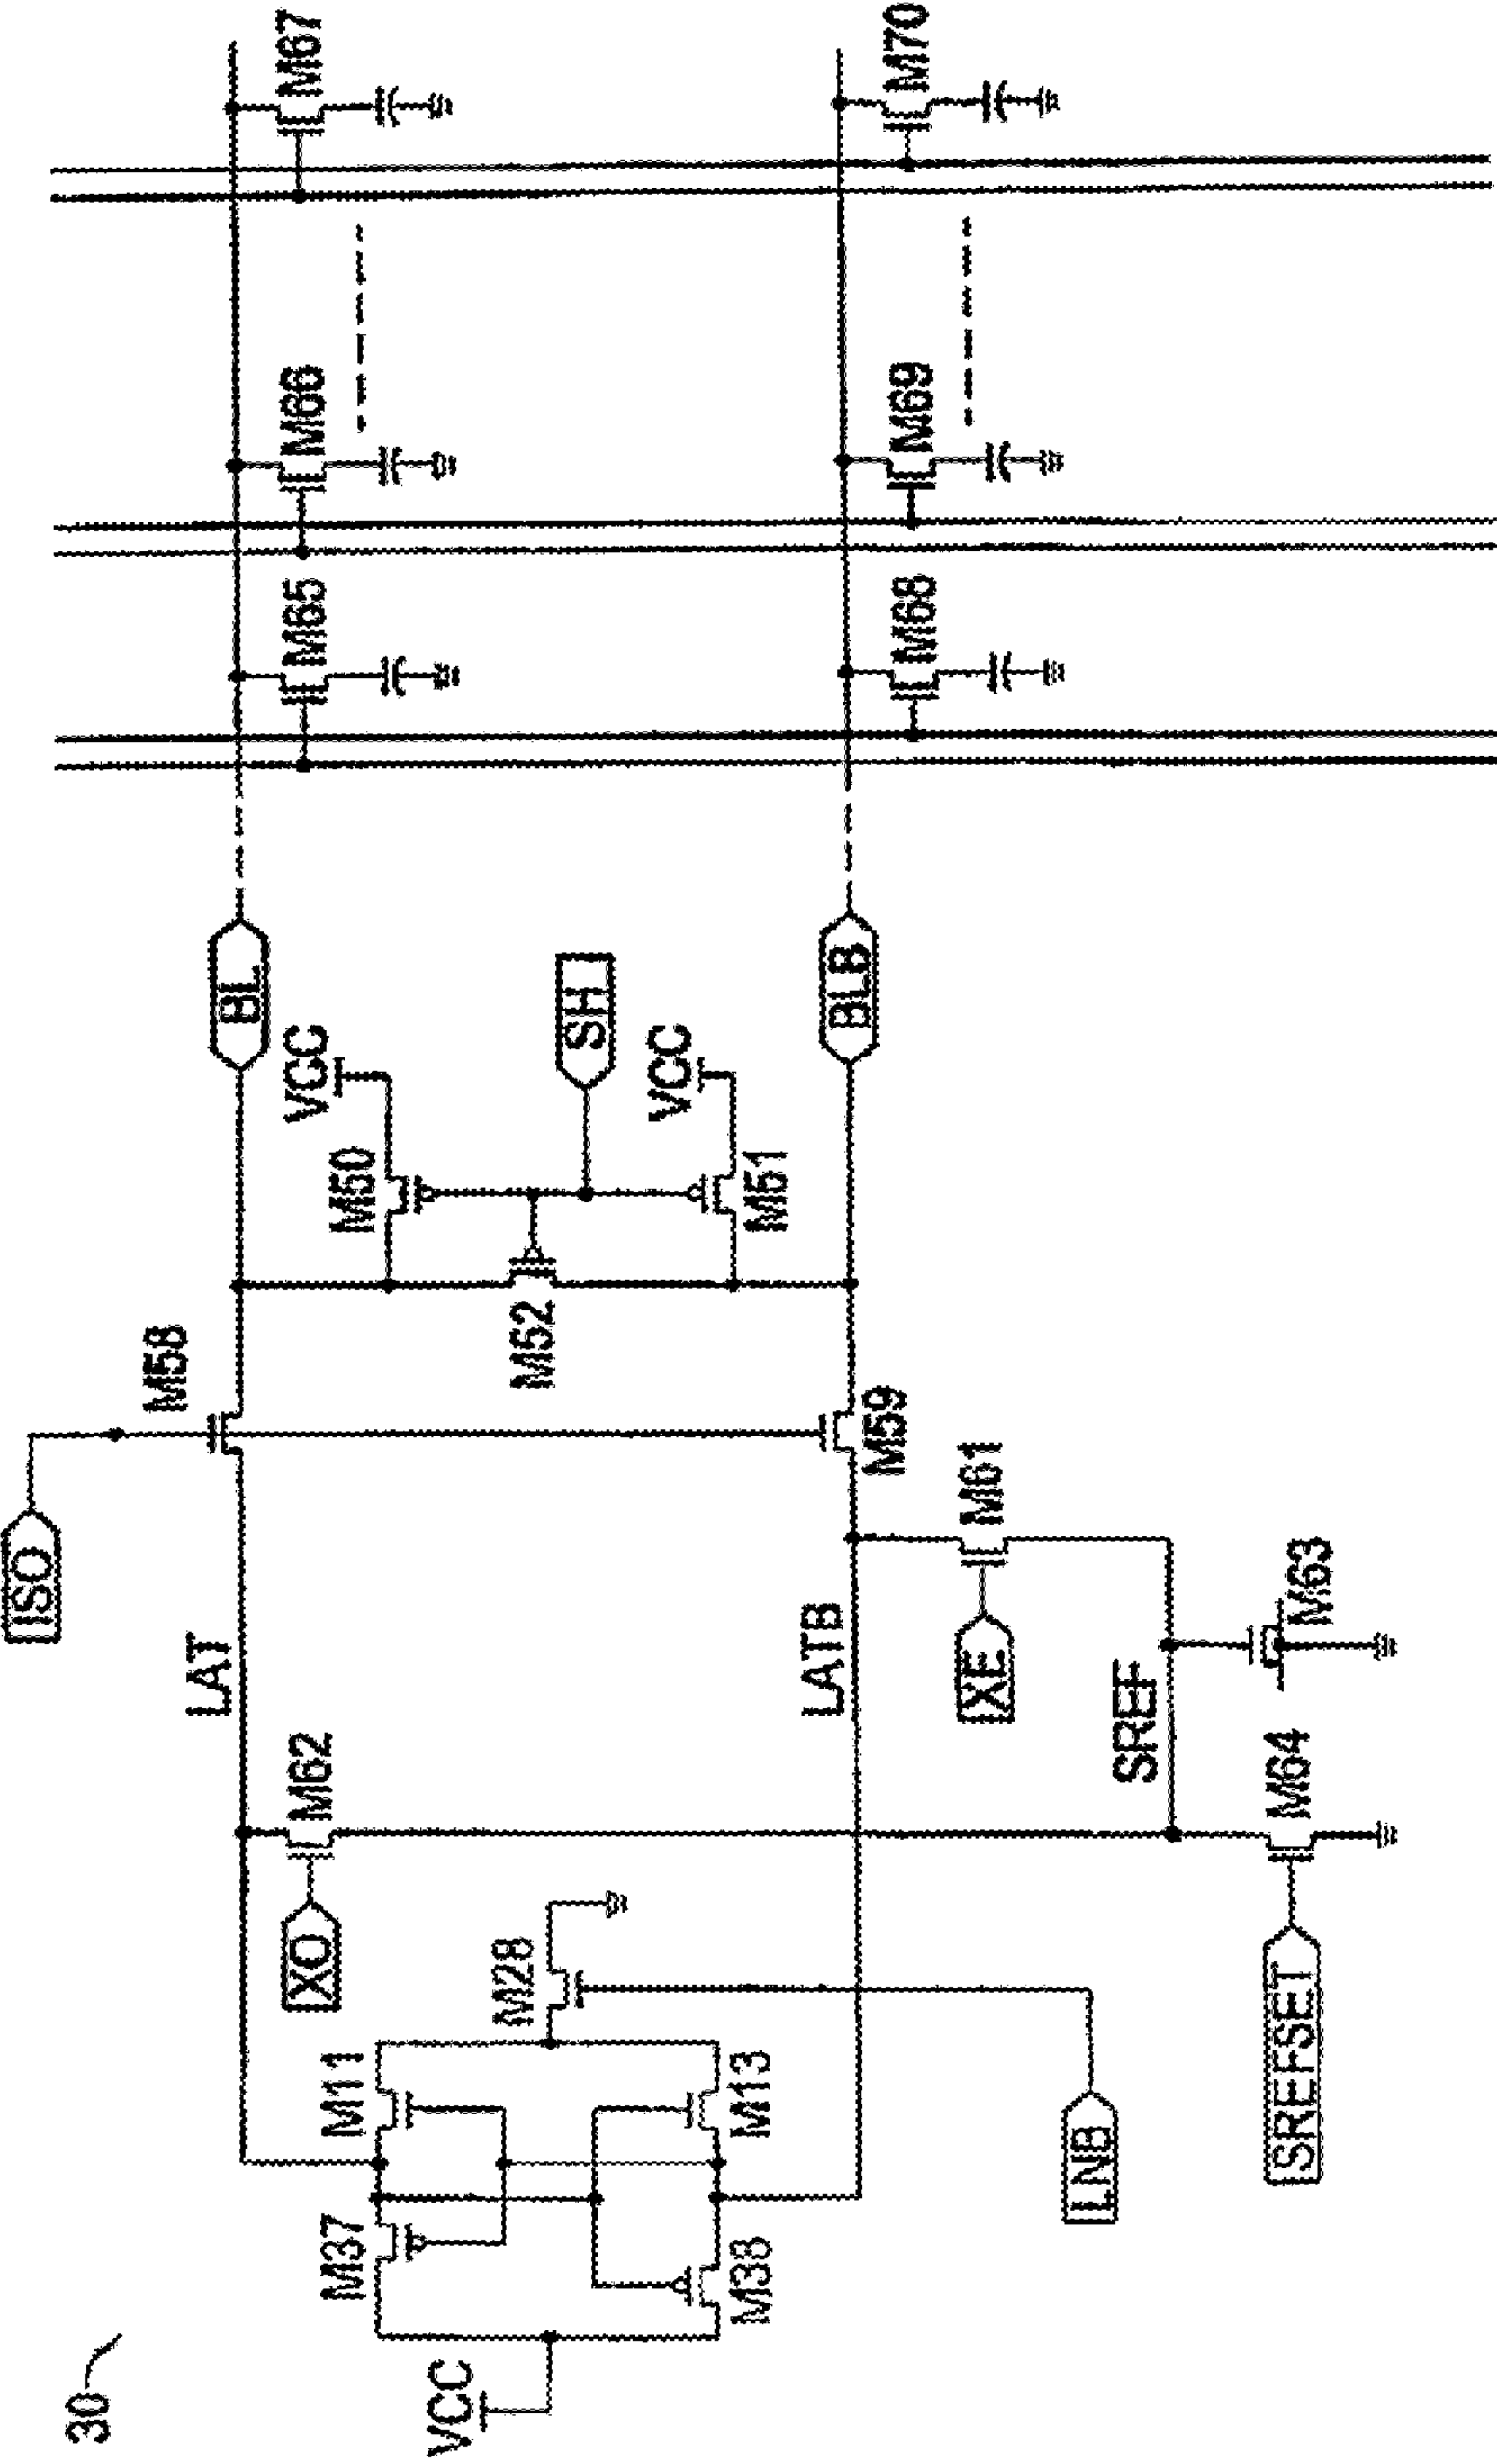 30
VCC
M37
M11
M38
M13
M28
LNB
XO
M62
LAT
LATB
ISO
M58
M59
XE
M61
SREF
M63
M64
SREFSET
M52
M50
VCC
SH
M51
VCC
BL
BLB
M65
M66
M67
M68
M69
M70